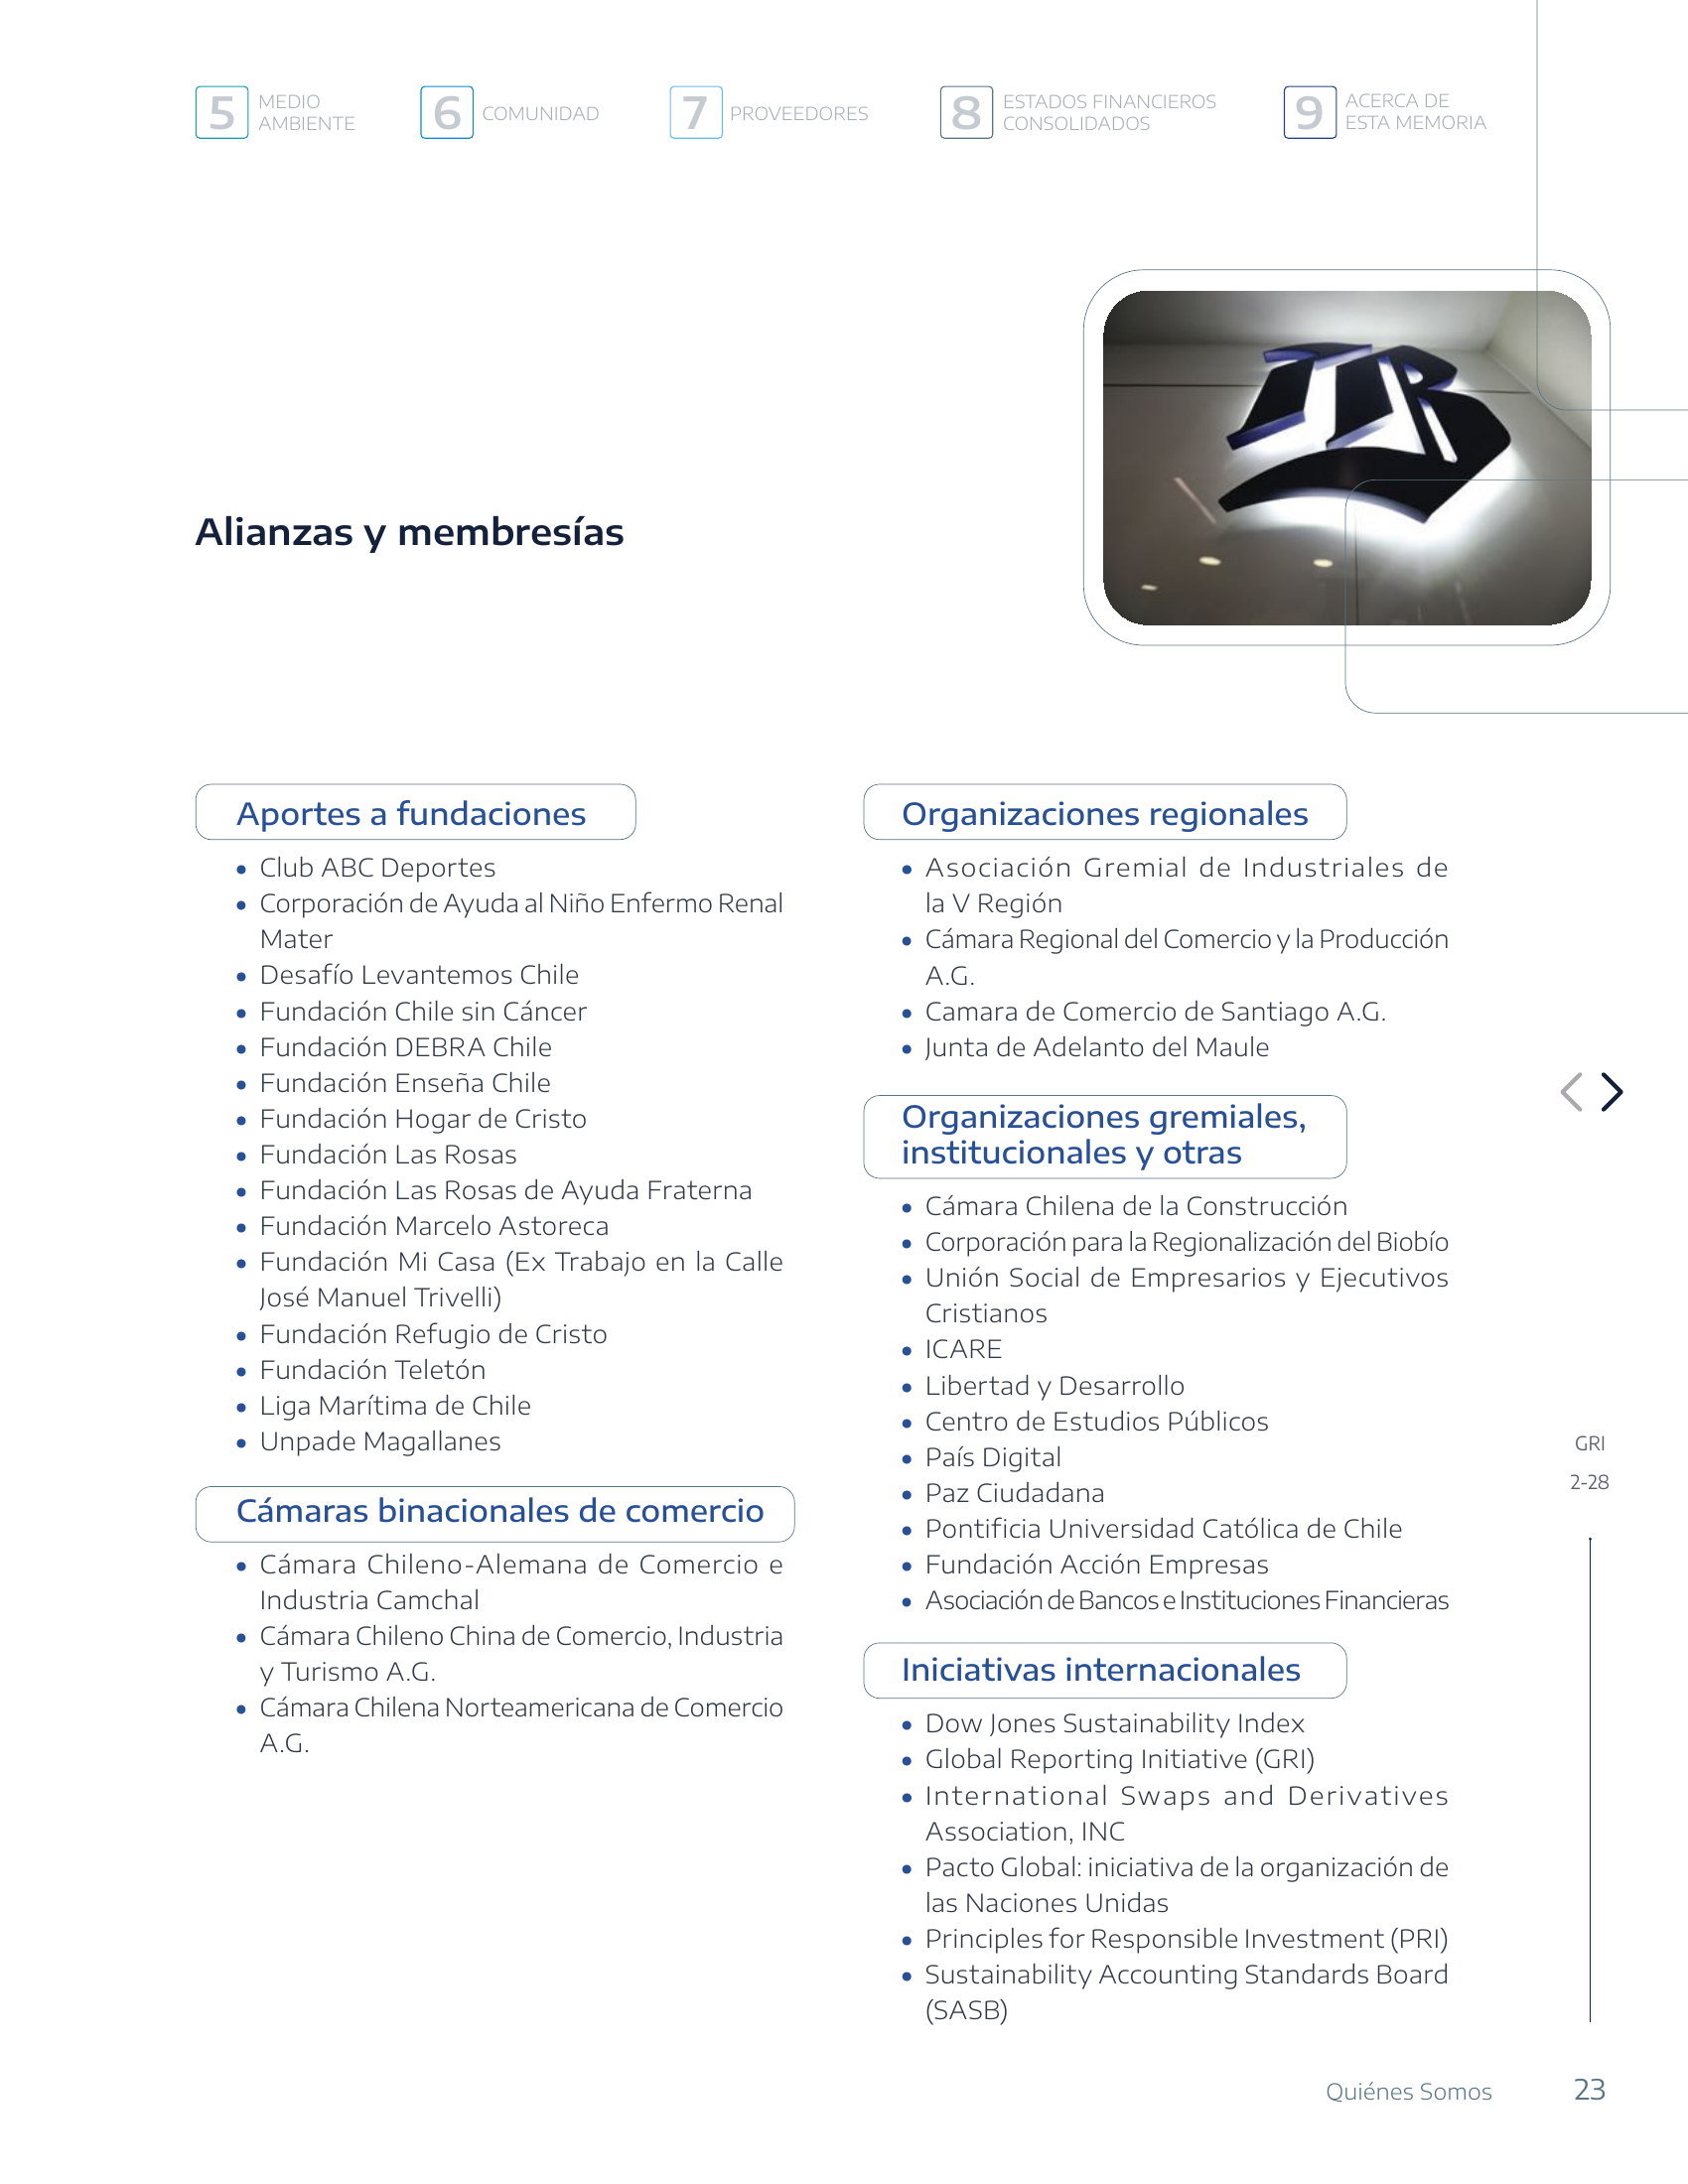 5 MEDIO
AMBIENTE
6 COMUNIDAD
7 PROVEEDORES
8 ESTADOS FINANCIEROS
CONSOLIDADOS
9 ACERCA DE
ESTA MEMORIA
Alianzas y membresías
Aportes a fundaciones
• Club ABC Deportes
• Corporación de Ayuda al Niño Enfermo Renal
Mater
• Desafío Levantemos Chile
• Fundación Chile sin Cáncer
• Fundación DEBRA Chile
• Fundación Enseña Chile
• Fundación Hogar de Cristo
• Fundación Las Rosas
• Fundación Las Rosas de Ayuda Fraterna
• Fundación Marcelo Astoreca
• Fundación Mi Casa (Ex Trabajo en la Calle
José Manuel Trivelli)
• Fundación Refugio de Cristo
• Fundación Teletón
• Liga Marítima de Chile
• Unpade Magallanes
Cámaras binacionales de comercio
• Cámara Chileno-Alemana de Comercio e
Industria Camchal
• Cámara Chileno China de Comercio, Industria
y Turismo A.G.
• Cámara Chilena Norteamericana de Comercio
A.G.
Organizaciones regionales
• Asociación Gremial de Industriales de
la V Región
• Cámara Regional del Comercio y la Producción
A.G.
• Camara de Comercio de Santiago A.G.
• Junta de Adelanto del Maule
Organizaciones gremiales,
institucionales y otras
• Cámara Chilena de la Construcción
• Corporación para la Regionalización del Biobío
• Unión Social de Empresarios y Ejecutivos
Cristianos
• ICARE
• Libertad y Desarrollo
• Centro de Estudios Públicos
• País Digital
• Paz Ciudadana
• Pontificia Universidad Católica de Chile
• Fundación Acción Empresas
• Asociación de Bancos e Instituciones Financieras
Iniciativas internacionales
• Dow Jones Sustainability Index
• Global Reporting Initiative (GRI)
• International Swaps and Derivatives
Association, INC
• Pacto Global: iniciativa de la organización de
las Naciones Unidas
• Principles for Responsible Investment (PRI)
• Sustainability Accounting Standards Board
(SASB)
GRI
2-28
Quiénes Somos 23